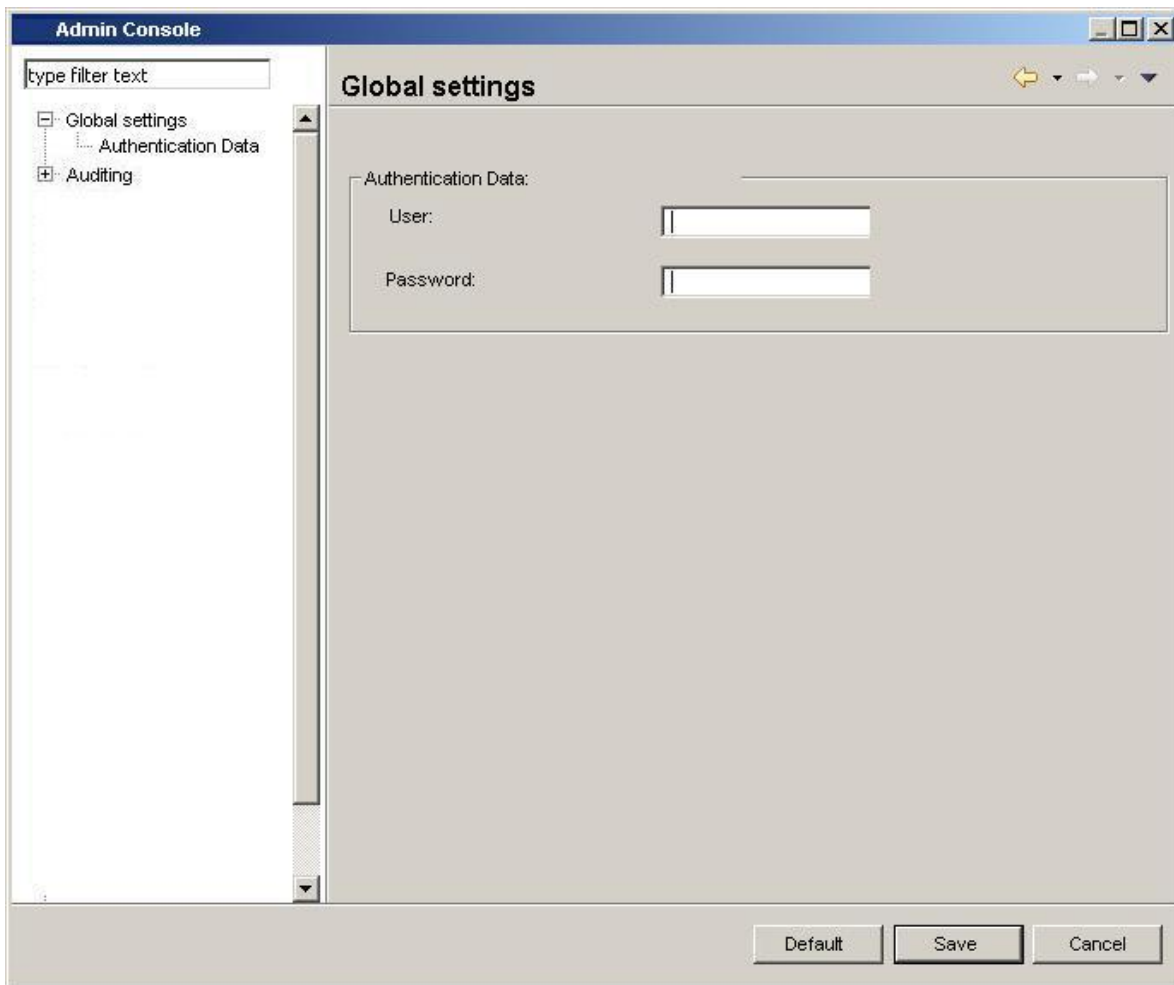 Admin Console
type filter text
Global settings
Authentication Data
Auditing
Global settings
Authentication Data:
User:
Password:
Default
Save
Cancel